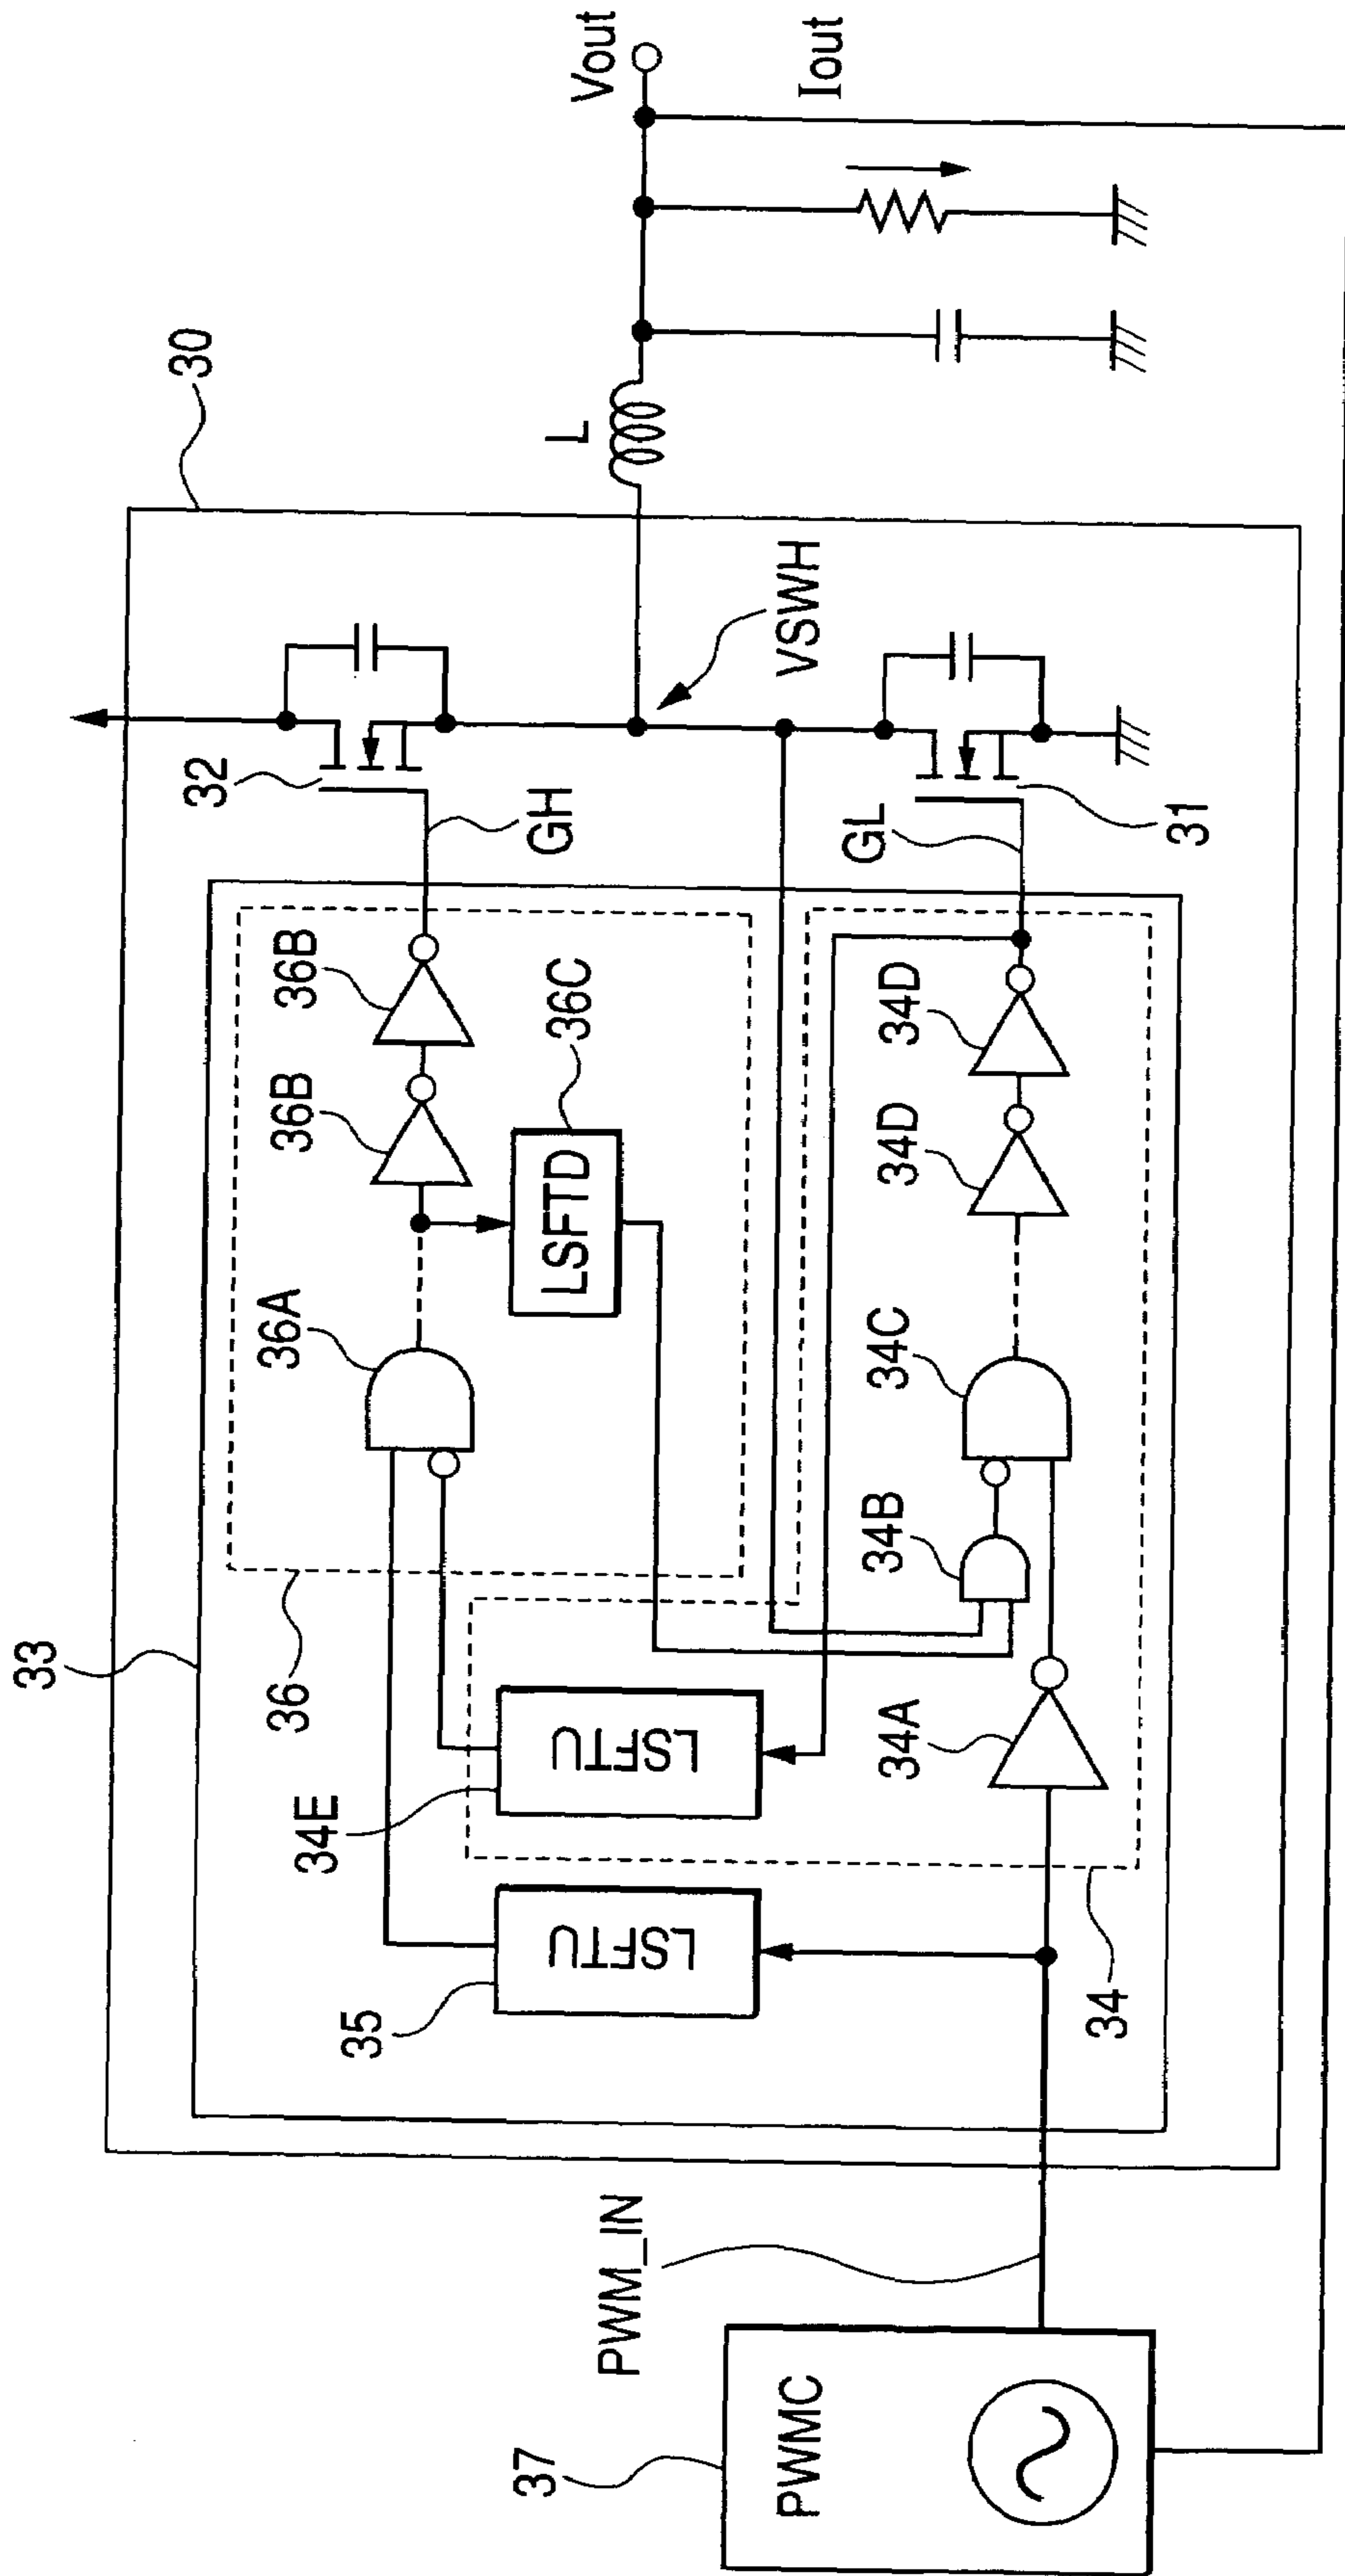 30
33
32
36B
36B
36A
GH
36C
LSFTD
36
L
Vout
VSWH
Iout
34E
LSFTU
35
LSFTU
GL
31
34D
34D
34C
34B
34A
34
PWM_IN
37
PWMC